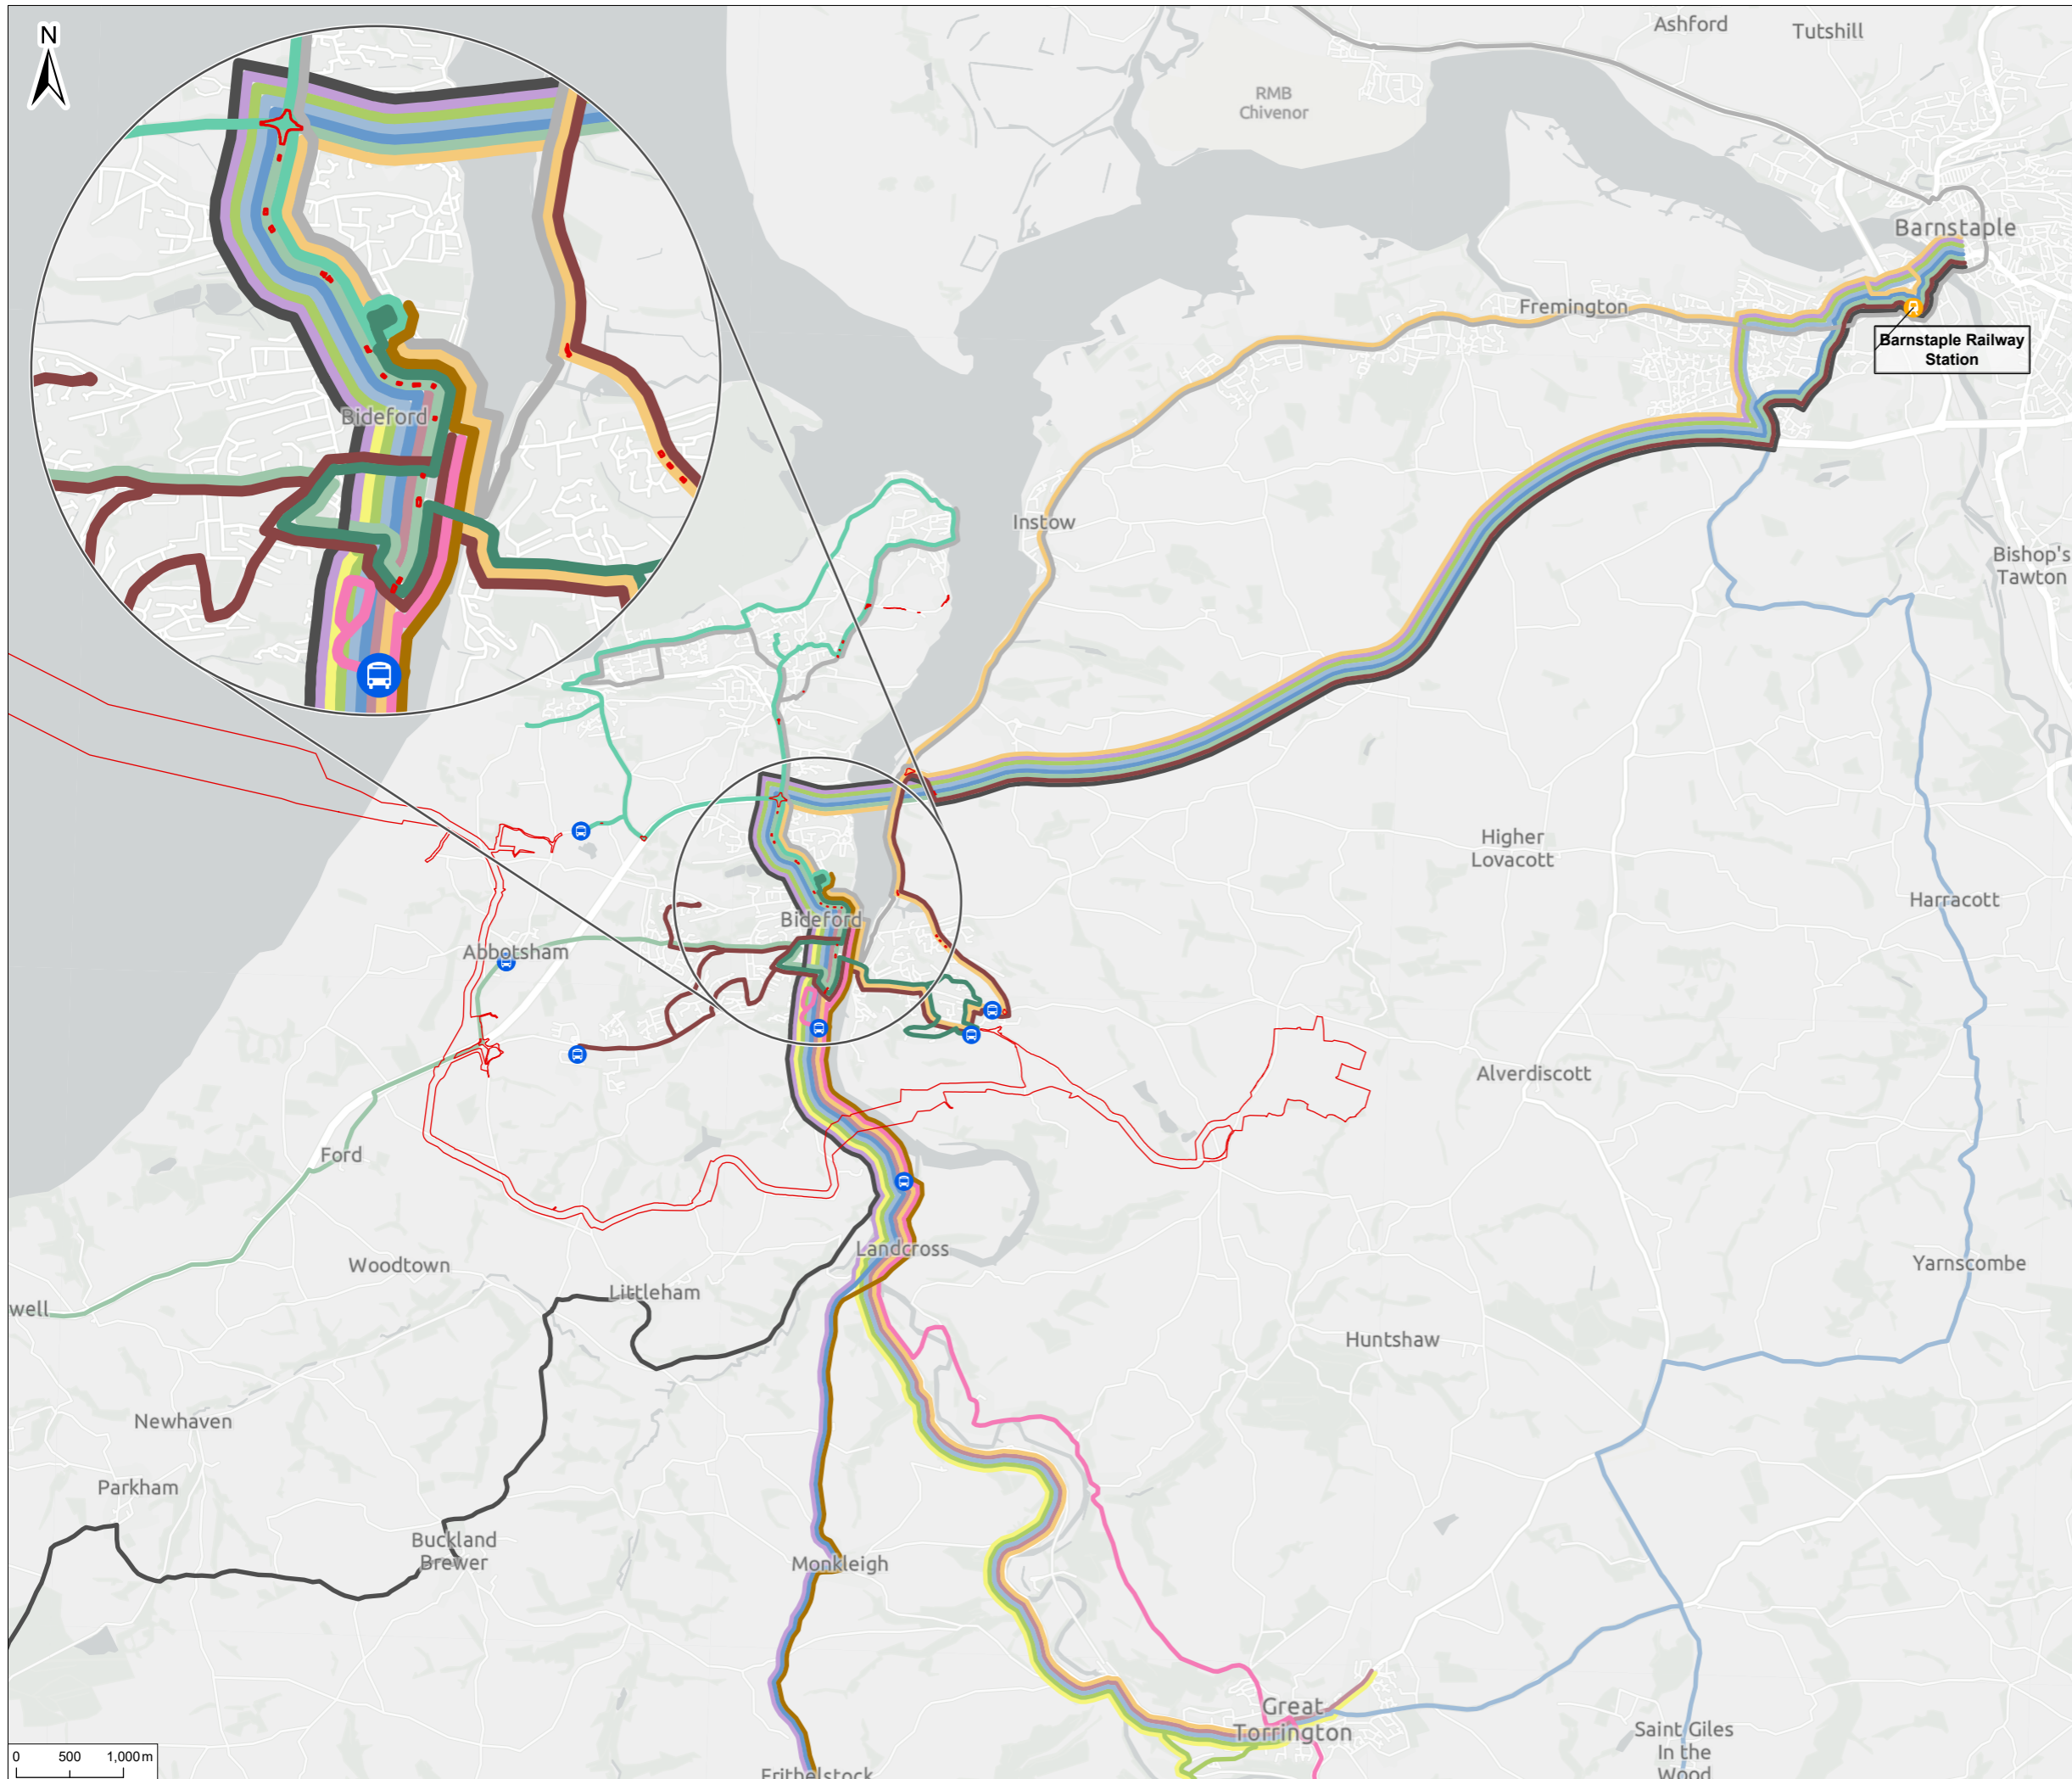 N
Ashford
Tutshill
RMB
Chivenor
Barnstaple
Fremington
Barnstaple Railway
Station
Bideford
Instow
Bishop's
Tawton
Higher
Lovacott
Harracott
Bideford
Abbotsham
Alverdiscott
Ford
Landcross
Woodtown
Littleham
Yarnscombe
well
Huntshaw
Newhaven
Parkham
Buckland
Brewer
Monkleigh
Great
Torrington
Saint Giles
In the
Wood
Frithelstock
0 500 1,000 m